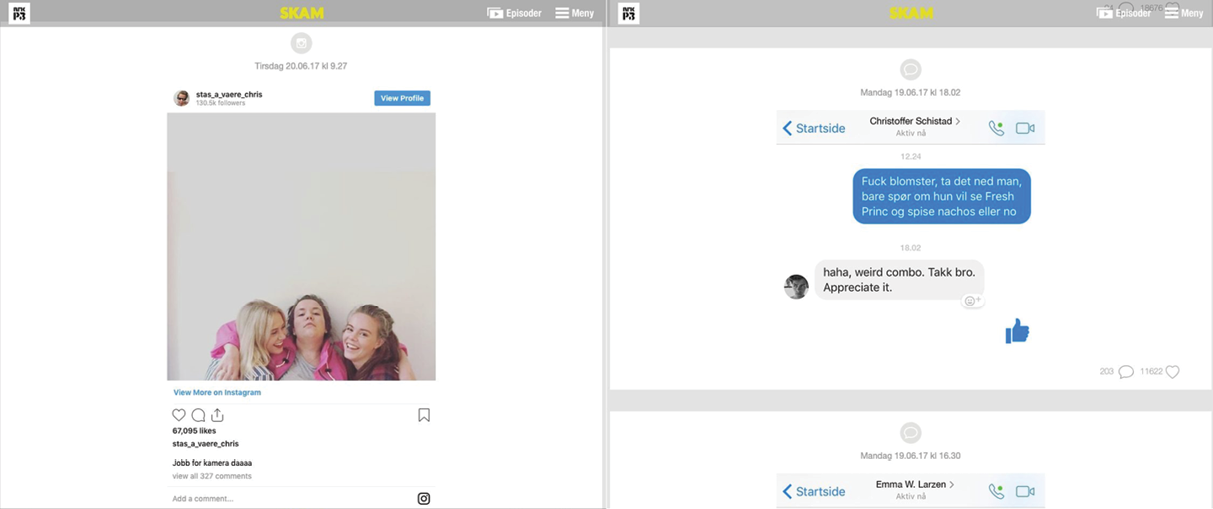 NRK
P3
SKAM
Episoder
Meny
Tirsdag 20.06.17 kl 9.27
stas_a_vaere_chris
130.5k followers
View Profile
View More on Instagram
67,095 likes
stas_a_vaere_chris
Jobb for kamera daaaa
view all 327 comments
Add a comment...
NRK
P3
SKAM
Episoder
Meny
18676
Mandag 19.06.17 kl 18.02
Startside
Christoffer Schistad >
Aktiv nå
12.24
Fuck blomster, ta det ned man,
bare spør om hun vil se Fresh
Princ og spise nachos eller no
18.02
haha, weird combo. Takk bro.
Appreciate it.
203
11622
Mandag 19.06.17 kl 16.30
Startside
Emma W. Larzen >
Aktiv nå